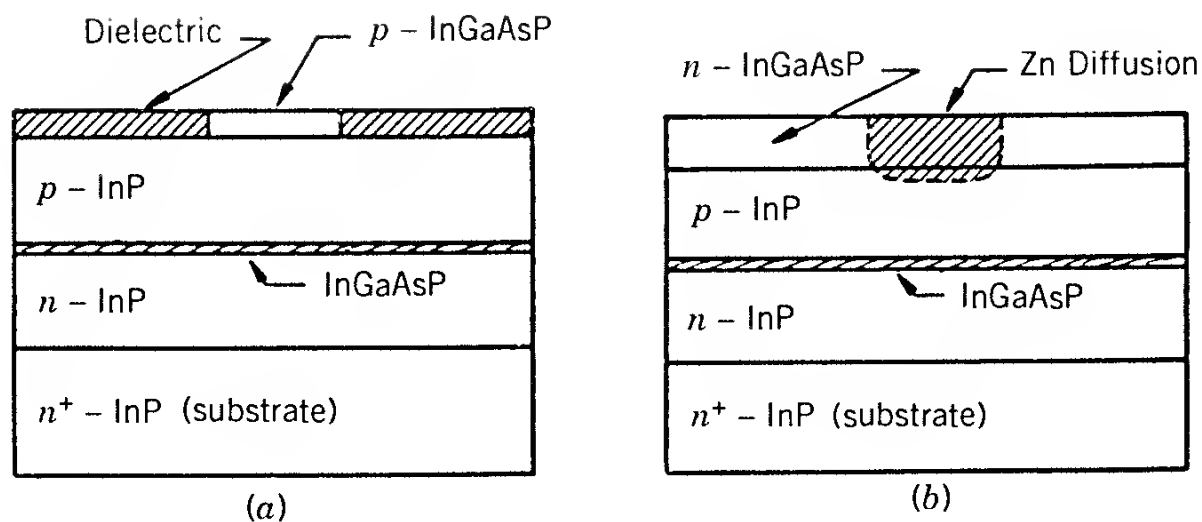 Dielectric
p – InGaAsP
p – InP
InGaAsP
n – InP
n⁺ – InP (substrate)
(a)
n – InGaAsP
Zn Diffusion
p – InP
InGaAsP
n – InP
n⁺ – InP (substrate)
(b)